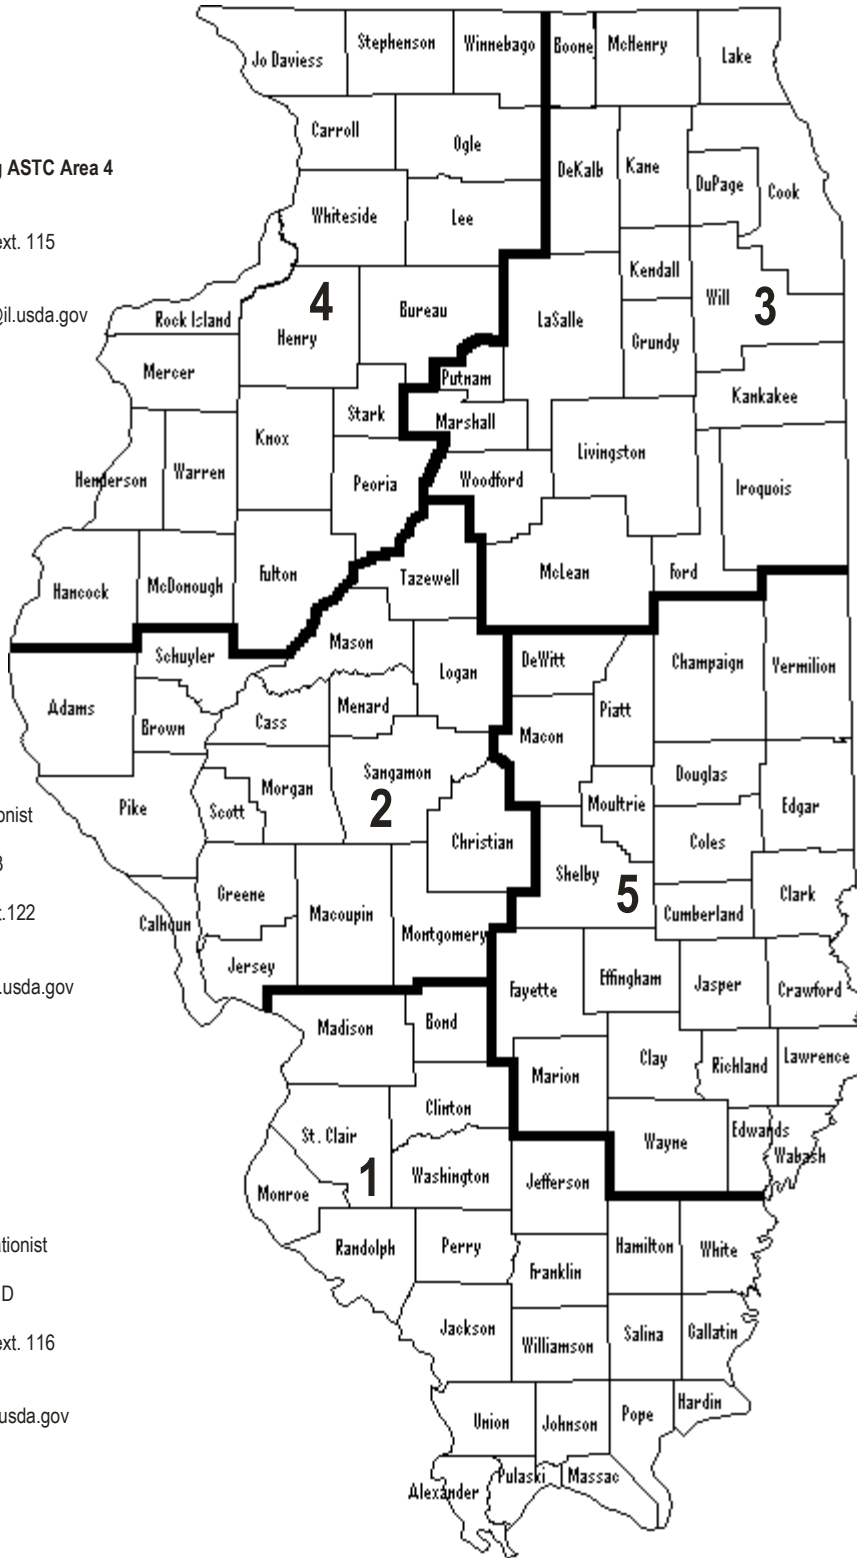 Jo Daviess
Stephenson
Winnebago
Boone
McHenry
Lake
Carroll
Ogle
DeKalb
Kane
DuPage
Cook
ASTC Area 4
Whiteside
Lee
ext. 115
Kendall
Will
3
Rock Island
4
Henry
Bureau
LaSalle
Grundy
@il.usda.gov
Mercer
Putnam
Stark
Marshall
Kankakee
Knox
Livingston
Henderson
Warren
Peoria
Woodford
Iroquois
Hancock
McDonough
Fulton
Tazewell
McLean
Ford
Schuyler
Mason
Logan
DeWitt
Champaign
Vermilion
Adams
Brown
Cass
Menard
Macon
Piatt
Pike
Scott
Morgan
Sangamon
2
Christian
Moultrie
Douglas
Edgar
onist
3
Coles
Shelby
5
Clark
Greene
Calhoun
Macoupin
Montgomery
Cumberland
t.122
Jersey
Fayette
Effingham
Jasper
Crawford
.usda.gov
Madison
Bond
Marion
Clay
Richland
Lawrence
Clinton
St. Clair
Wayne
Edwards
Wabash
1
Washington
Jefferson
Monroe
Randolph
Perry
Hamilton
White
tionist
Franklin
D
Jackson
Williamson
Salina
Gallatin
ext. 116
Union
Johnson
Pope
Hardin
usda.gov
Alexander
Pulaski
Massac